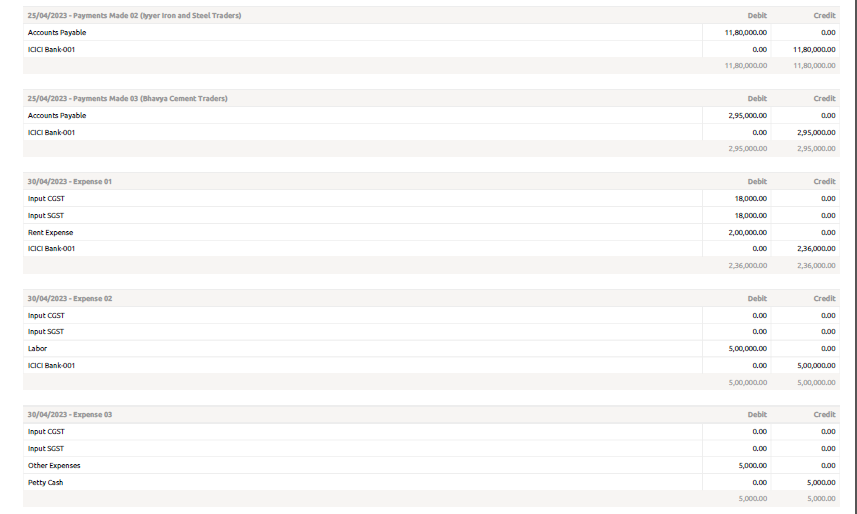 25/04/2023 - Payments Made 02 (Iyyer Iron and Steel Traders) Debit Credit
Accounts Payable 11,80,000.00 0.00
ICICI Bank-001 0.00 11,80,000.00
11,80,000.00 11,80,000.00
25/04/2023 - Payments Made 03 (Bhavya Cement Traders) Debit Credit
Accounts Payable 2,95,000.00 0.00
ICICI Bank-001 0.00 2,95,000.00
2,95,000.00 2,95,000.00
30/04/2023 - Expense 01 Debit Credit
Input CGST 18,000.00 0.00
Input SGST 18,000.00 0.00
Rent Expense 2,00,000.00 0.00
ICICI Bank-001 0.00 2,36,000.00
2,36,000.00 2,36,000.00
30/04/2023 - Expense 02 Debit Credit
Input CGST 0.00 0.00
Input SGST 0.00 0.00
Labor 5,00,000.00 0.00
ICICI Bank-001 0.00 5,00,000.00
5,00,000.00 5,00,000.00
30/04/2023 - Expense 03 Debit Credit
Input CGST 0.00 0.00
Input SGST 0.00 0.00
Other Expenses 5,000.00 0.00
Petty Cash 0.00 5,000.00
5,000.00 5,000.00